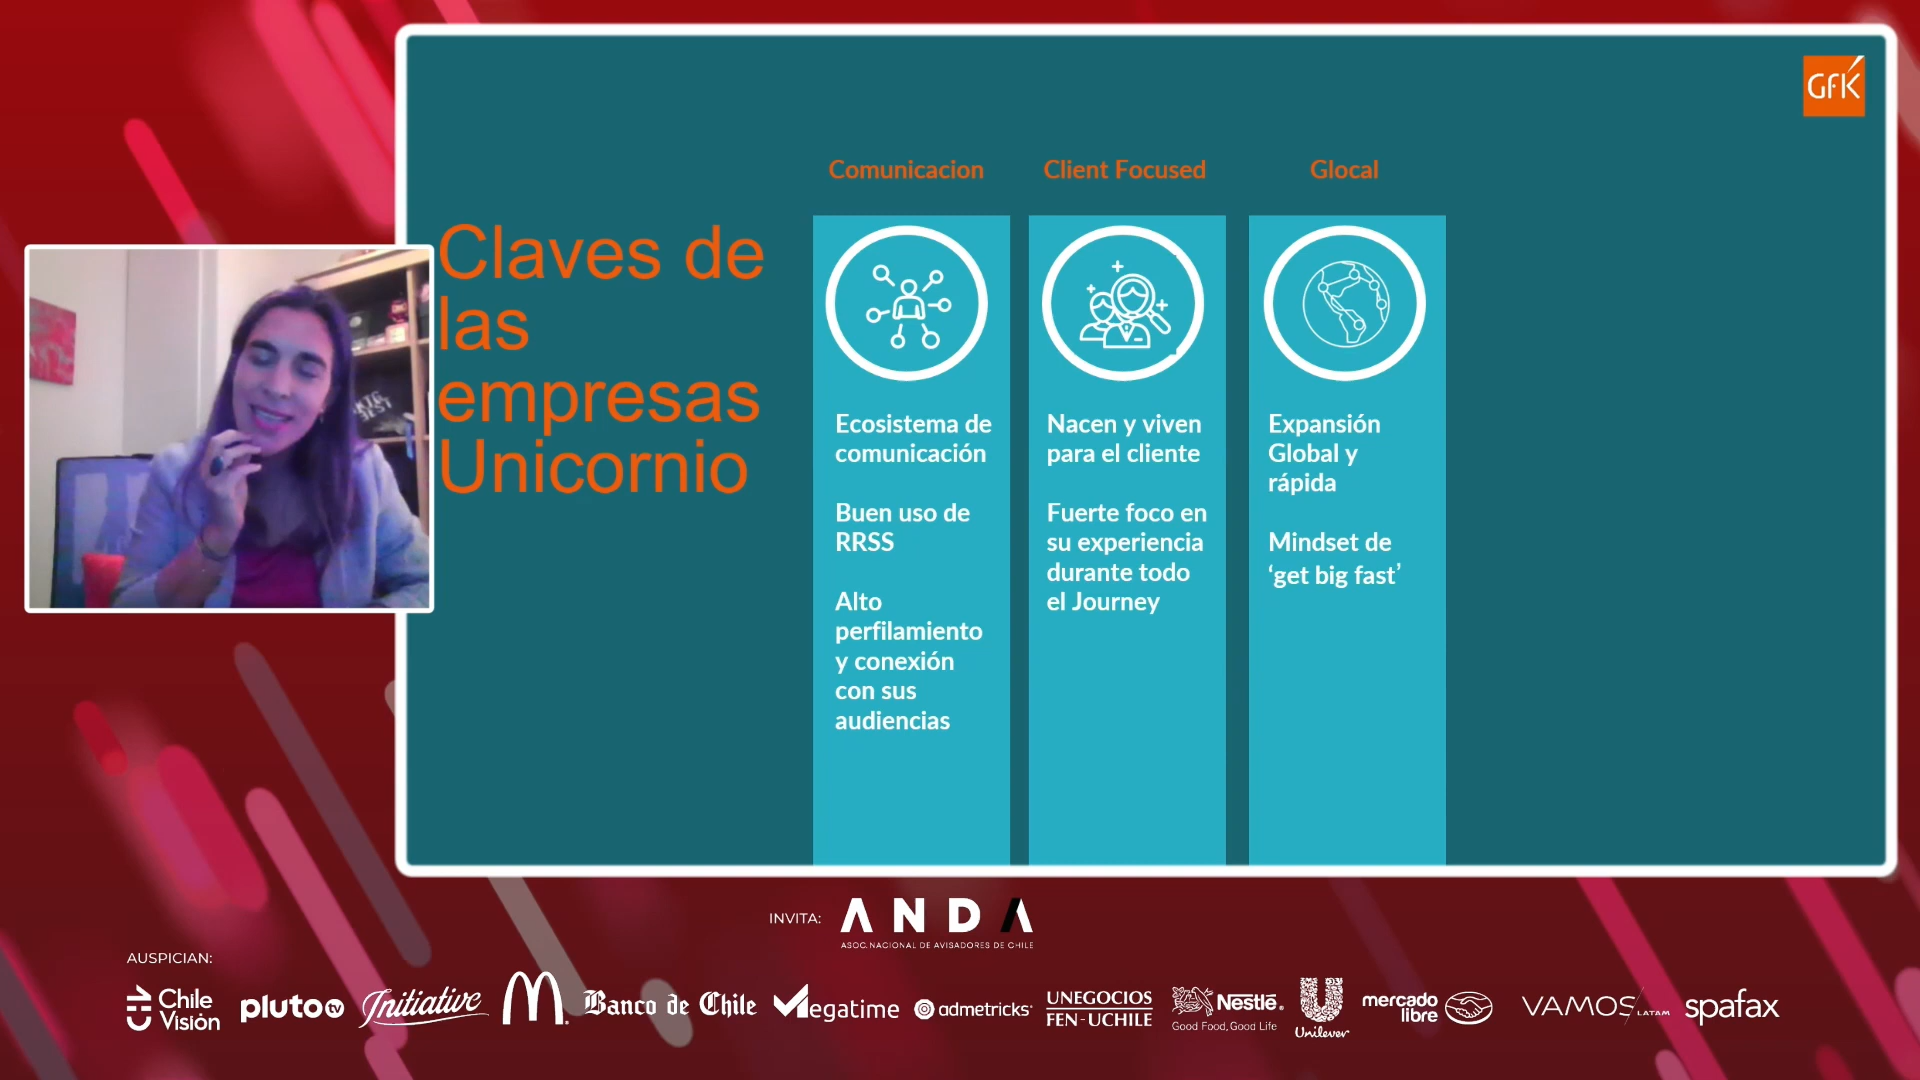 GfK
Comunicacion
Client Focused
Glocal
Claves de
las
empresas
Unicornio
Ecosistema de
comunicación
Buen uso de
RRSS
Alto
perfilamiento
y conexión
con sus
audiencias
Nacen y viven
para el cliente
Fuerte foco en
su experiencia
durante todo
el Journey
Expansión
Global y
rápida
Mindset de
‘get big fast’
INVITA:
ANDA
ASOC. NACIONAL DE AVISADORES DE CHILE
AUSPICIAN:
Chile
Visión
pluto tv
Initiative
Banco de Chile
Megatime
admetricks
UNEGOCIOS
FEN-UCHILE
Nestlé
Good Food, Good Life
Unilever
mercado
libre
VAMOS LATAM
spafax